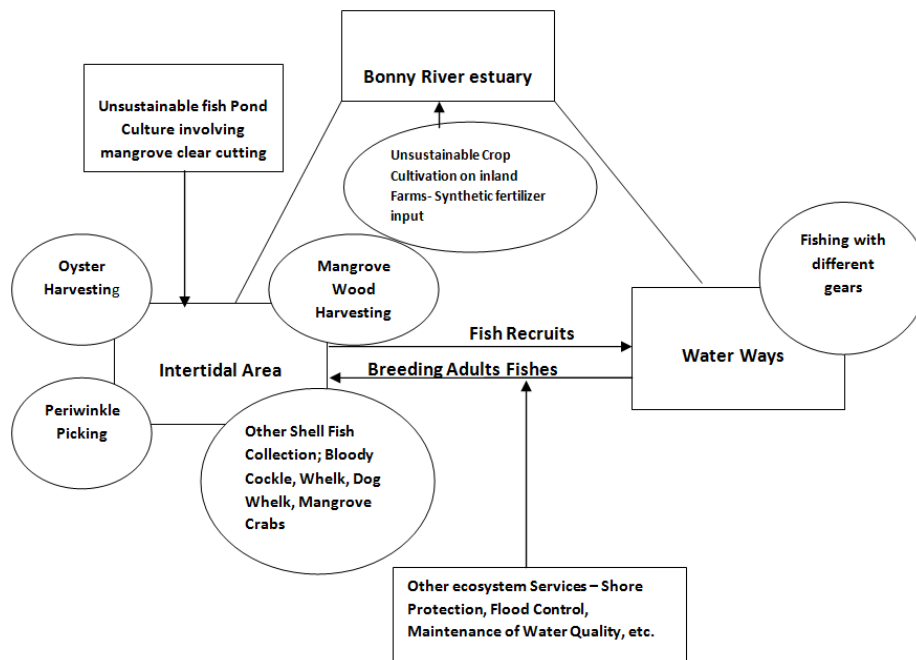 Bonny River estuary
Unsustainable fish Pond
Culture involving
mangrove clear cutting
Unsustainable Crop
Cultivation on inland
Farms- Synthetic fertilizer
input
Fishing with
different
gears
Oyster
Harvesting
Mangrove
Wood
Harvesting
Fish Recruits
Water Ways
Intertidal Area
Breeding Adults Fishes
Periwinkle
Picking
Other Shell Fish
Collection; Bloody
Cockle, Whelk, Dog
Whelk, Mangrove
Crabs
Other ecosystem Services – Shore
Protection, Flood Control,
Maintenance of Water Quality, etc.